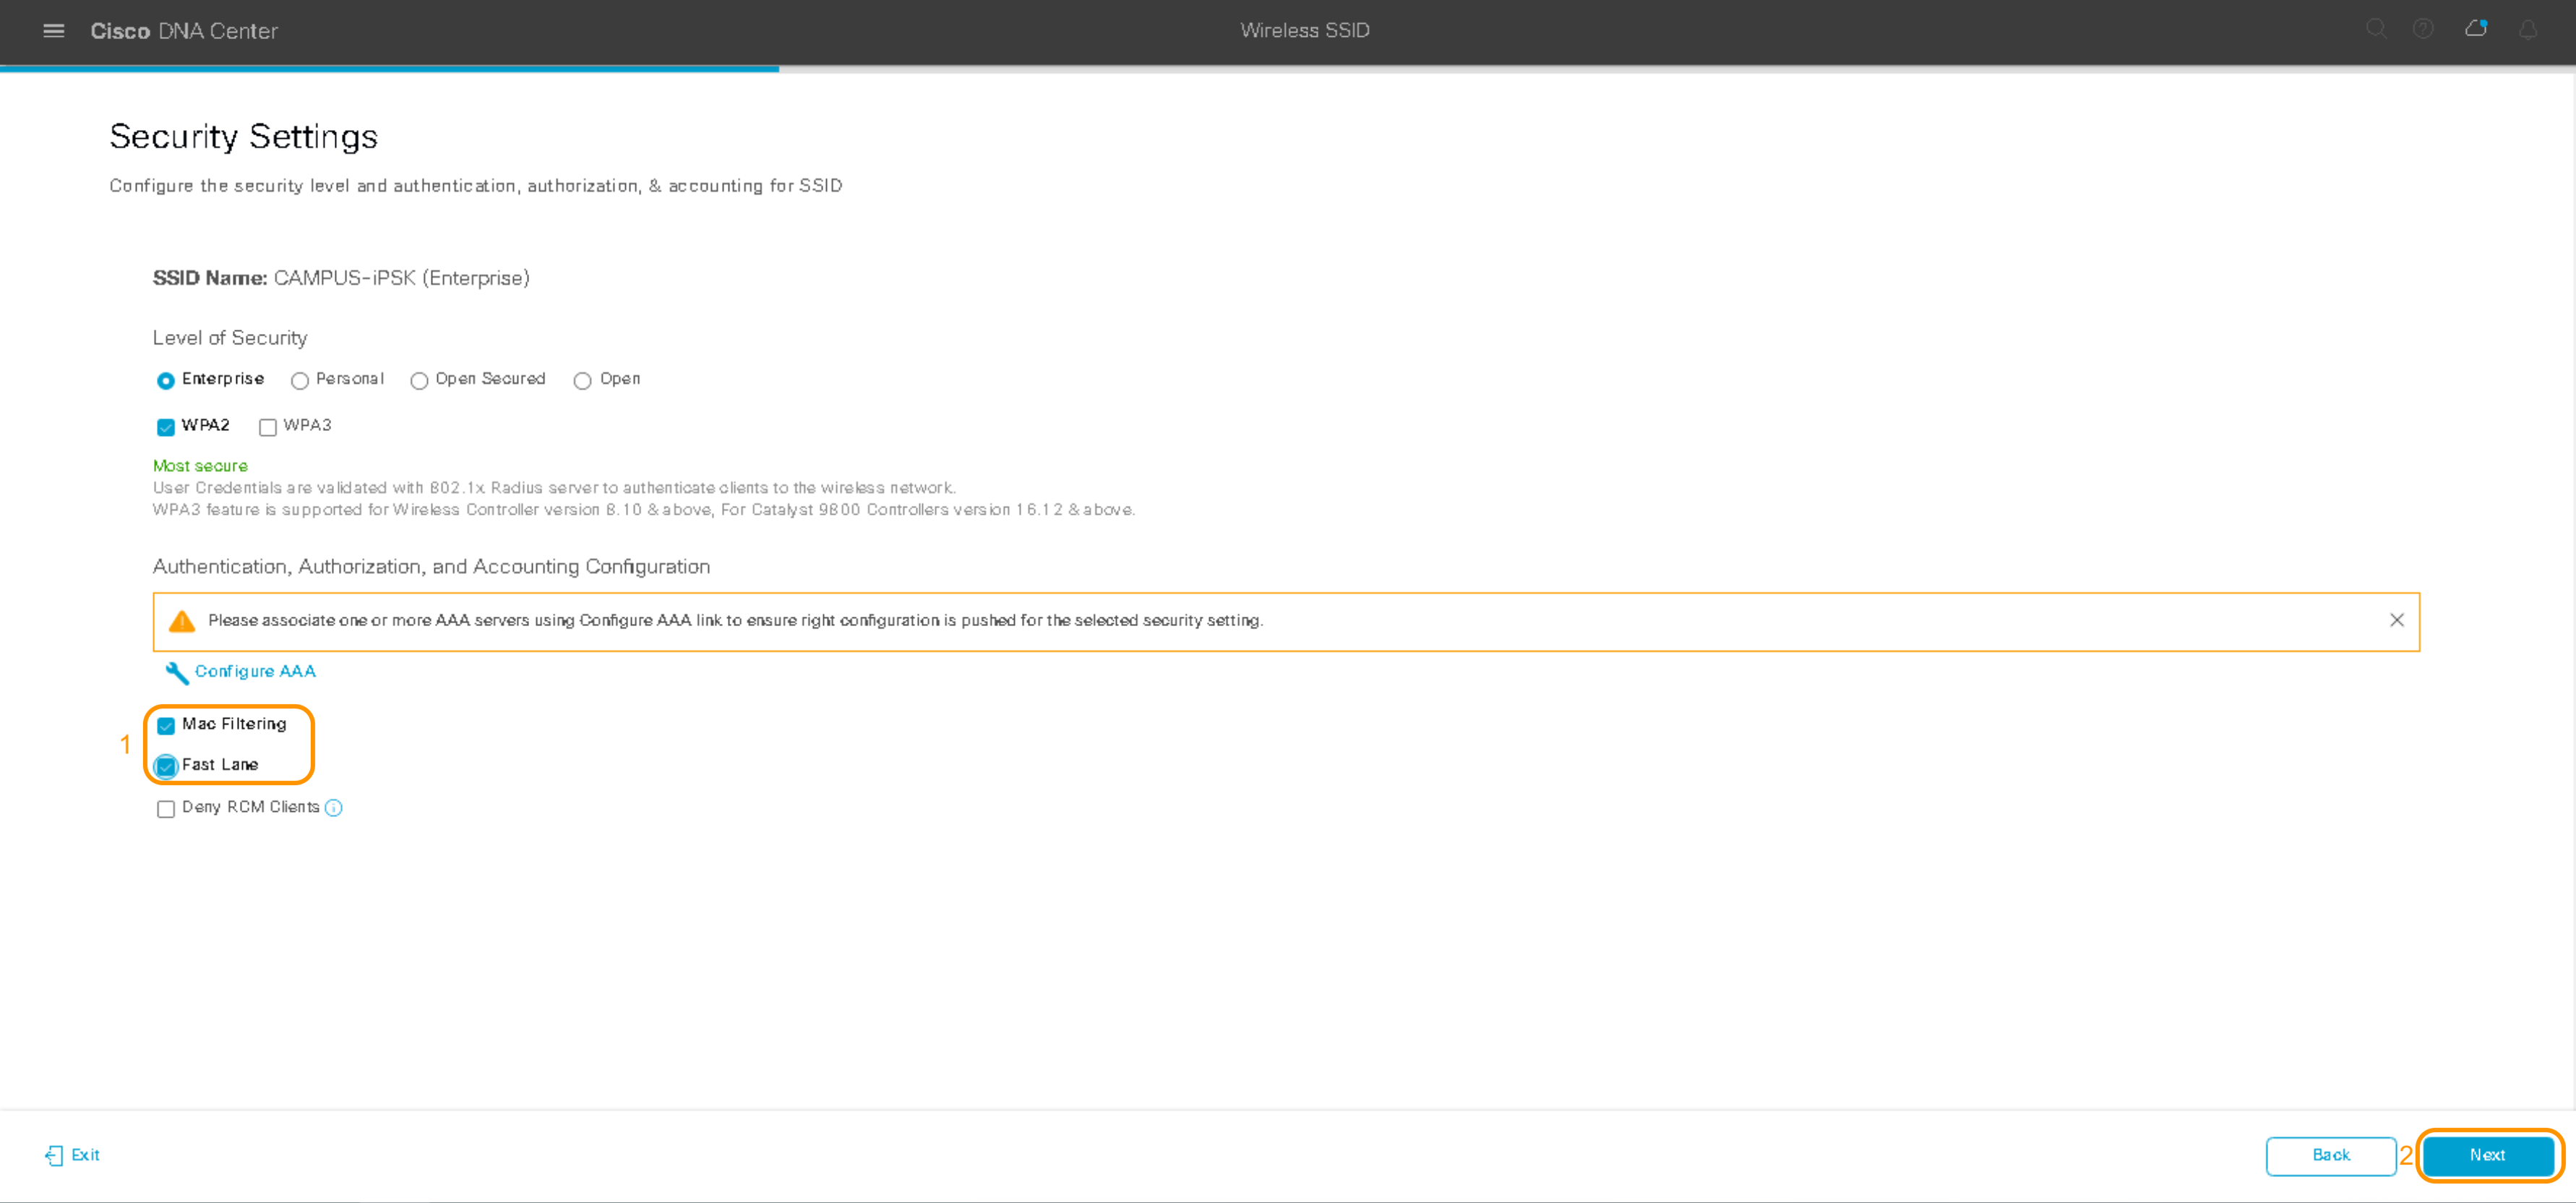 Cisco DNA Center
Wireless SSID
Security Settings
Configure the security level and authentication, authorization, & accounting for SSID
SSID Name: CAMPUS-iPSK (Enterprise)
Level of Security
Enterprise Personal Open Secured Open
WPA2 WPA3
Most secure
User Credentials are validated with 802.1x Radius server to authenticate clients to the wireless network.
WPA3 feature is supported for Wireless Controller version 8.10 & above, For Catalyst 9800 Controllers version 16.12 & above.
Authentication, Authorization, and Accounting Configuration
Please associate one or more AAA servers using Configure AAA link to ensure right configuration is pushed for the selected security setting.
Configure AAA
1
Mac Filtering
Fast Lane
Deny RCM Clients
Exit
Back
2
Next